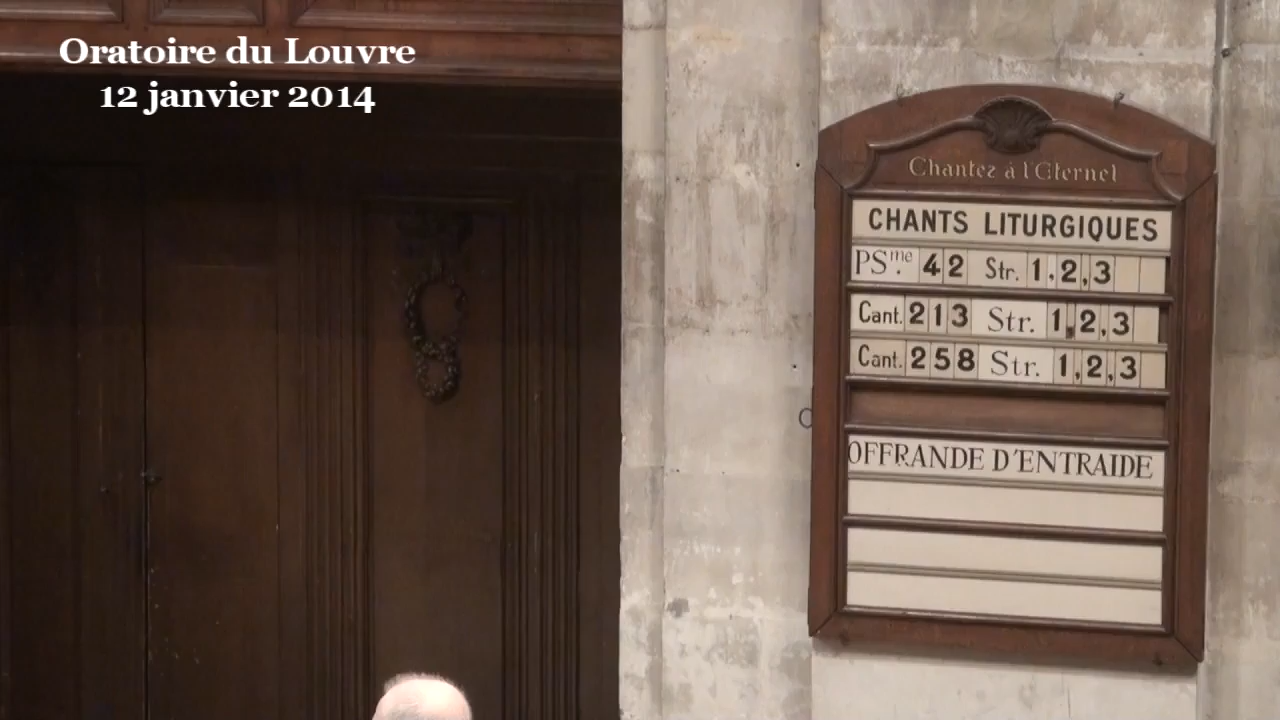 Oratoire du Louvre
12 janvier 2014
Chantez à l'Eternel
CHANTS LITURGIQUES
PSme. 42 Str. 1,2,3
Cant. 213 Str. 1,2,3
Cant. 258 Str. 1,2,3
OFFRANDE D'ENTRAIDE